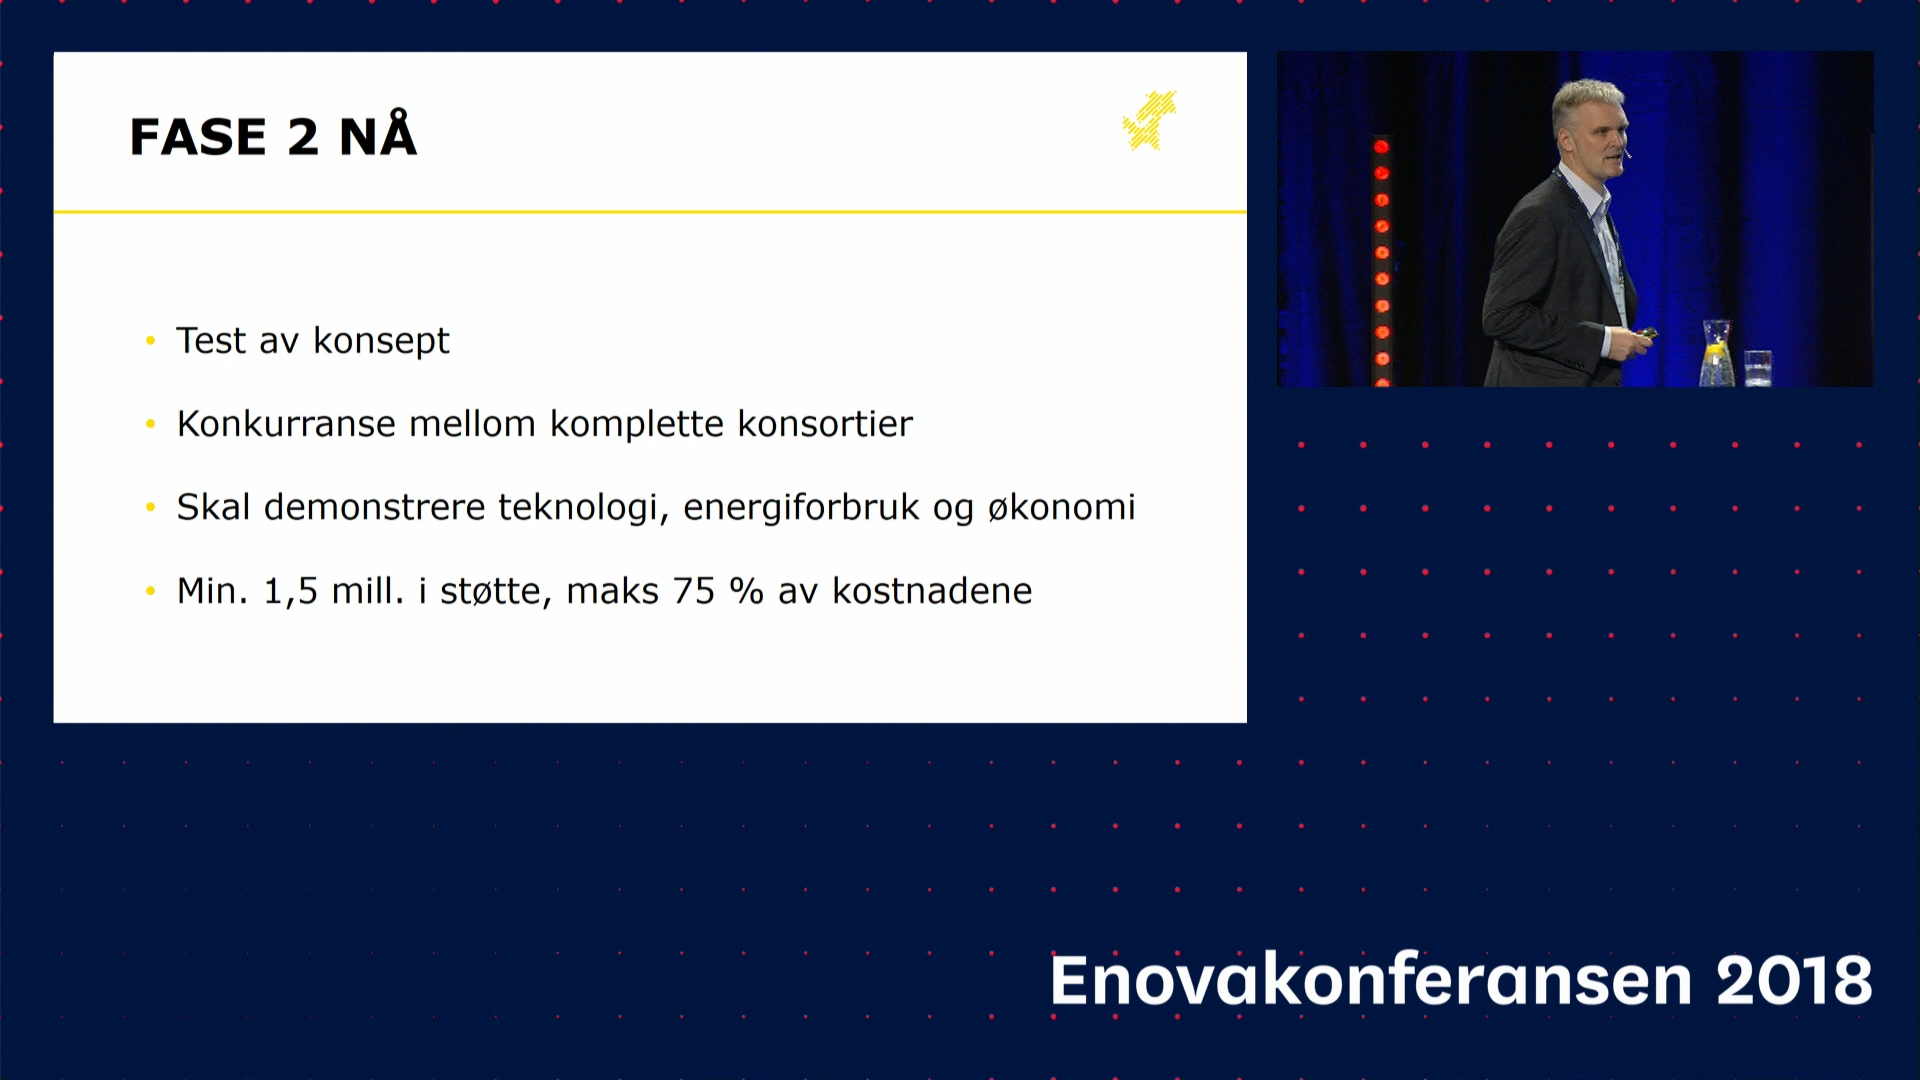 FASE 2 NÅ
• Test av konsept
• Konkurranse mellom komplette konsortier
• Skal demonstrere teknologi, energiforbruk og økonomi
• Min. 1,5 mill. i støtte, maks 75 % av kostnadene
Enovakonferansen 2018